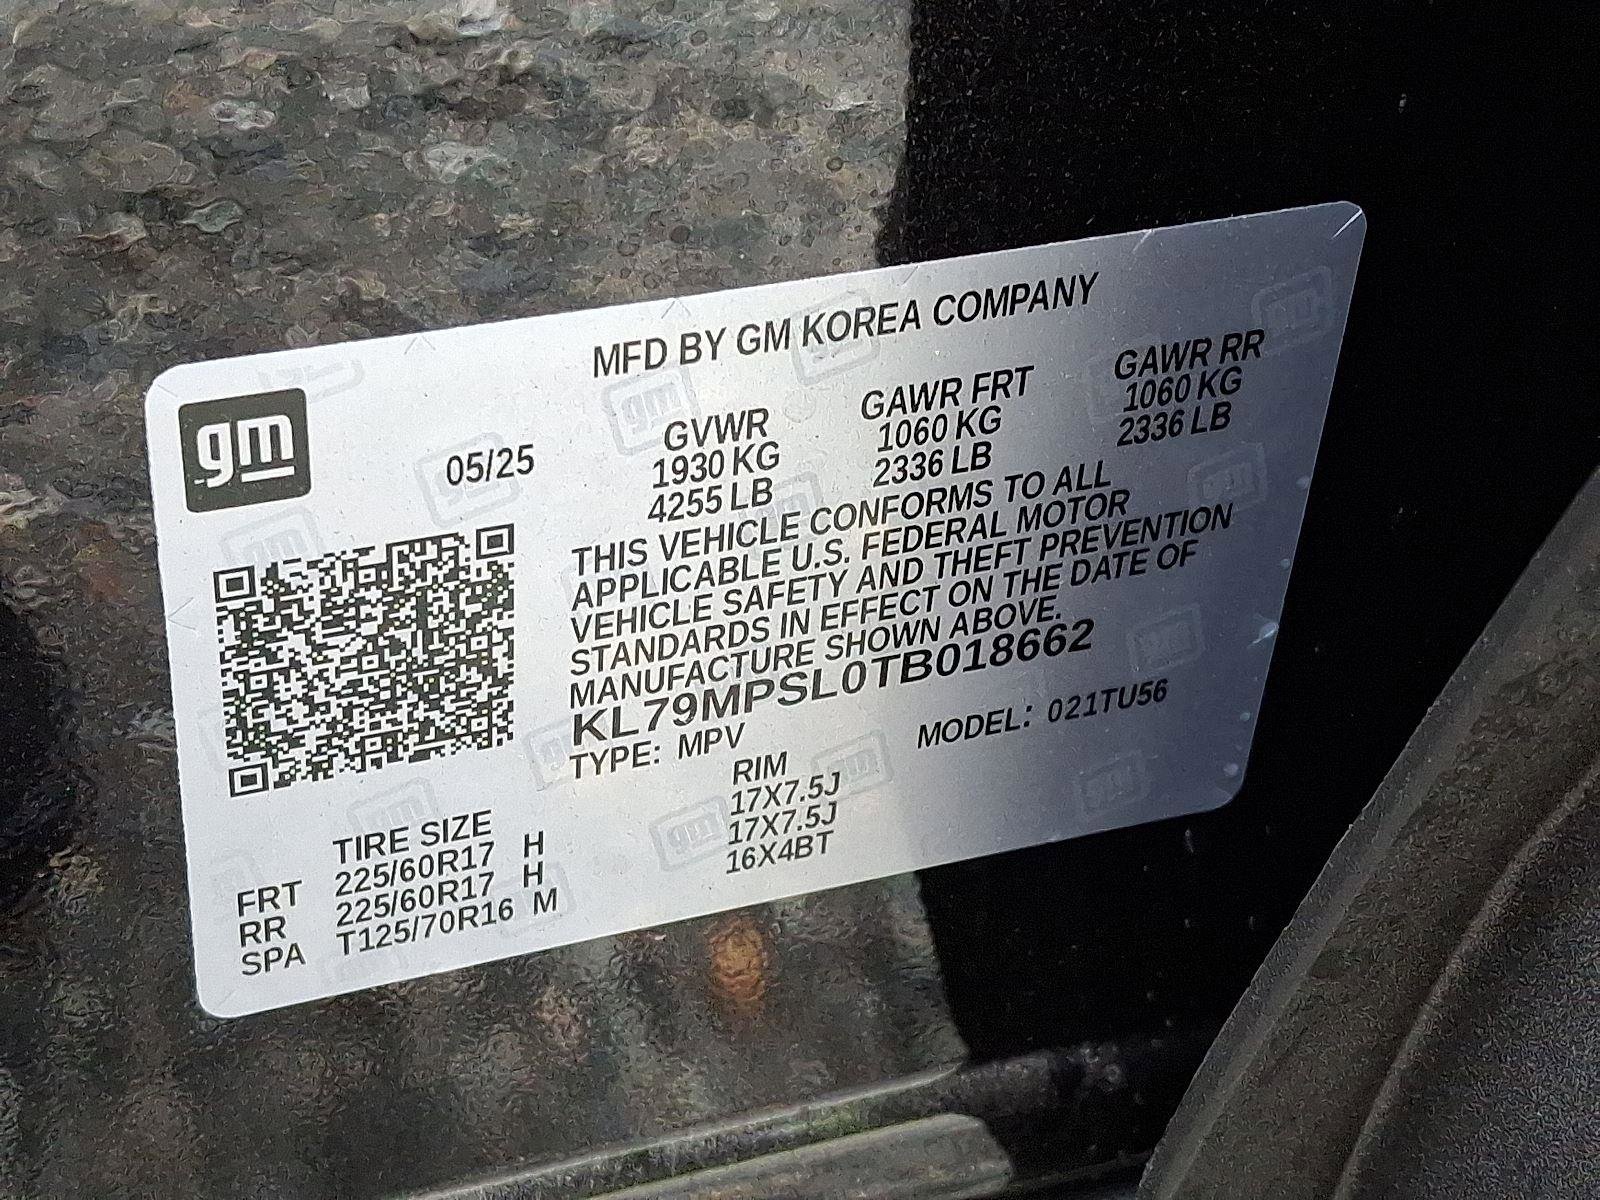 MFD BY GM KOREA COMPANY
gm
05/25
GVWR GAWR FRT GAWR RR
1930 KG 1060 KG 1060 KG
4255 LB 2336 LB 2336 LB
THIS VEHICLE CONFORMS TO ALL
APPLICABLE U.S. FEDERAL MOTOR
VEHICLE SAFETY AND THEFT PREVENTION
STANDARDS IN EFFECT ON THE DATE OF
MANUFACTURE SHOWN ABOVE.
KL79MPSL0TB018662
TYPE: MPV MODEL: 021TU56
TIRE SIZE RIM
FRT 225/60R17 H 17X7.5J
RR 225/60R17 H 17X7.5J
SPA T125/70R16 M 16X4BT